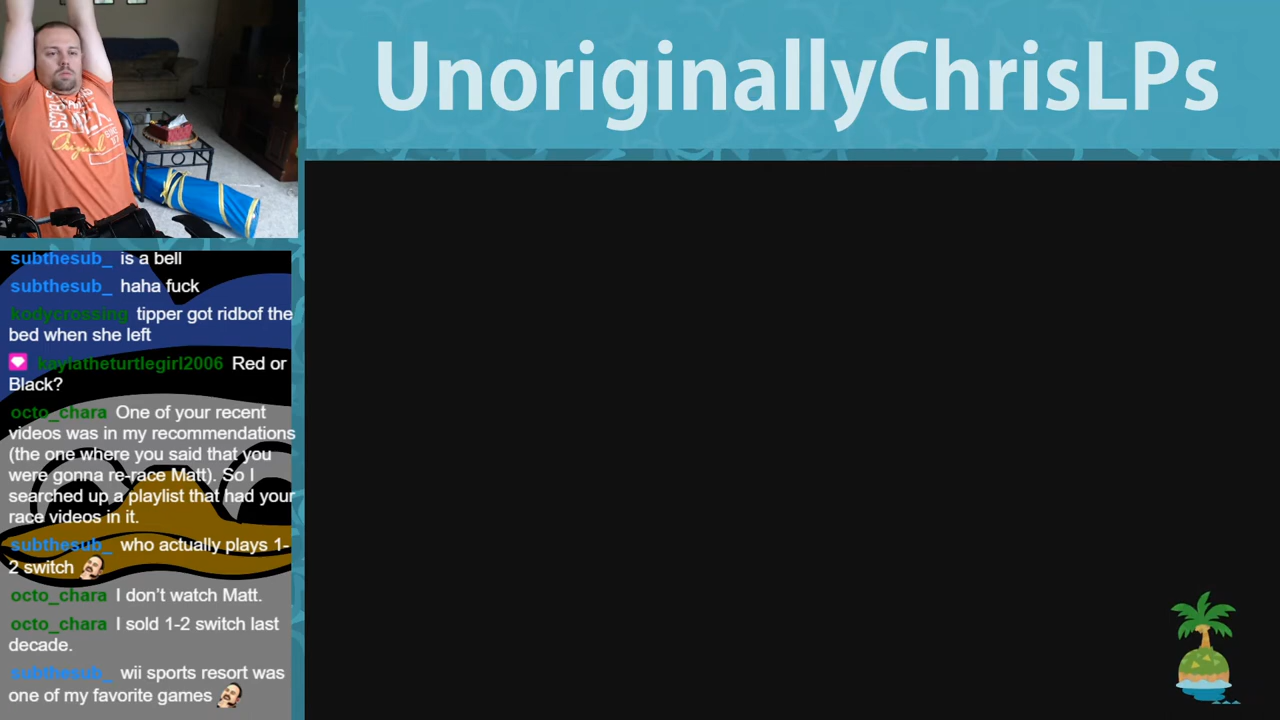 UnoriginallyChrisLPs
Original
subthesub_ is a bell
subthesub_ haha fuck
kodycrossing tipper got ridbof the
bed when she left
kaylatheturtlegirl2006 Red or
Black?
octo_chara One of your recent
videos was in my recommendations
(the one where you said that you
were gonna re-race Matt). So I
searched up a playlist that had your
race videos in it.
subthesub_ who actually plays 1-
2 switch
octo_chara I don’t watch Matt.
octo_chara I sold 1-2 switch last
decade.
subthesub_ wii sports resort was
one of my favorite games